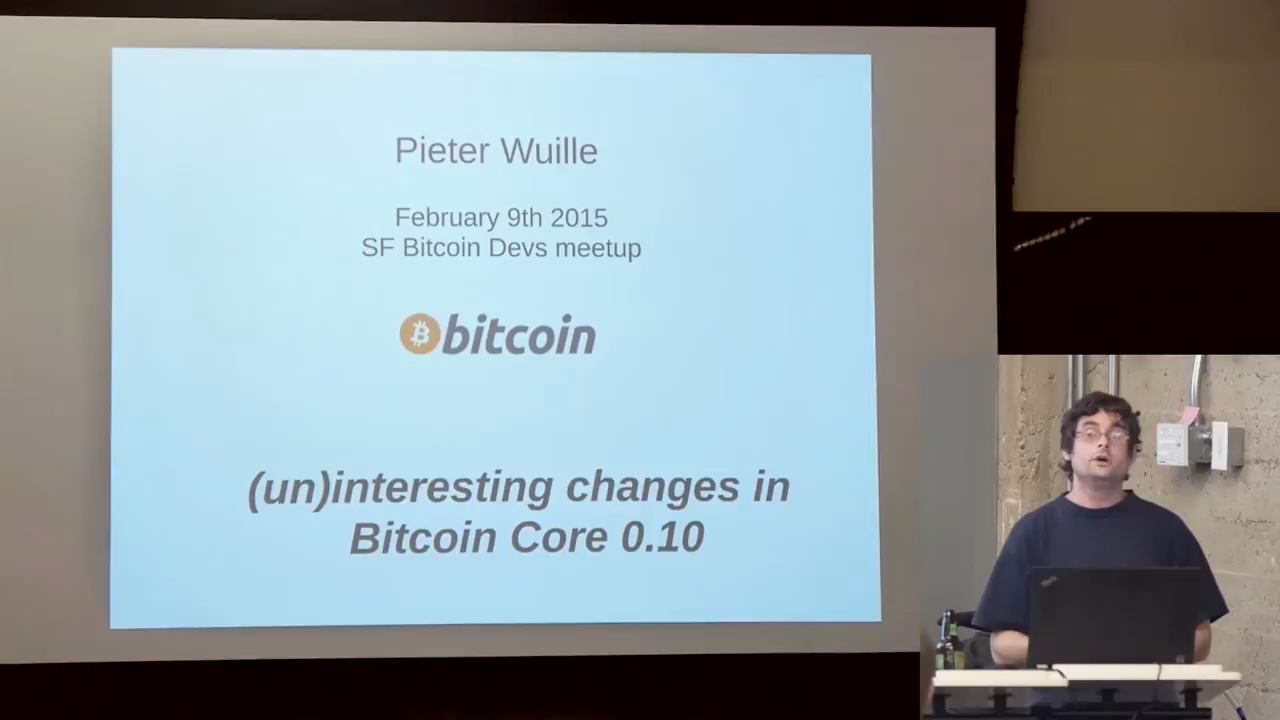 Pieter Wuille
February 9th 2015
SF Bitcoin Devs meetup
bitcoin
(un)interesting changes in
Bitcoin Core 0.10